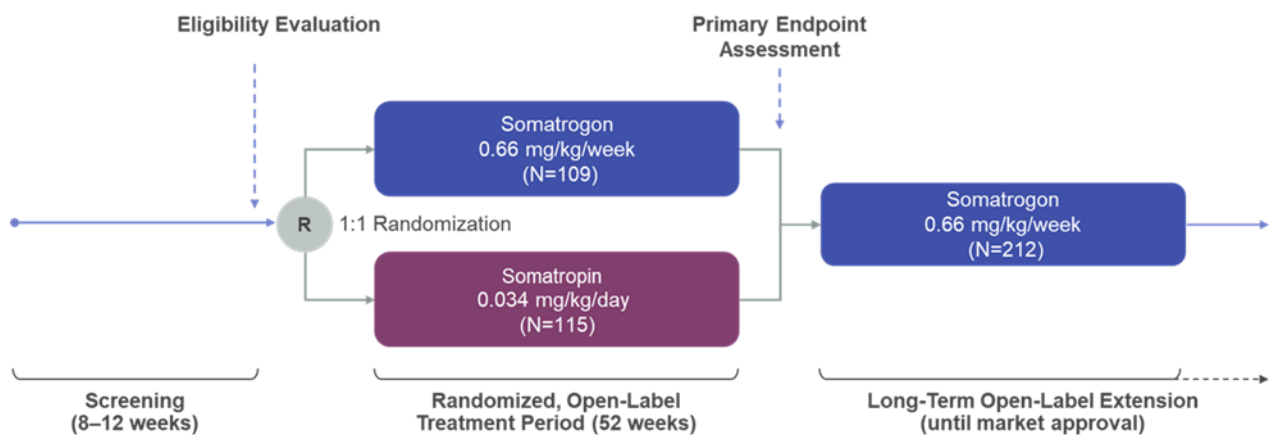 Eligibility Evaluation
Primary Endpoint
Assessment
Somatrogon
0.66 mg/kg/week
(N=109)
R
1:1 Randomization
Somatropin
0.034 mg/kg/day
(N=115)
Somatrogon
0.66 mg/kg/week
(N=212)
Screening
(8–12 weeks)
Randomized, Open-Label
Treatment Period (52 weeks)
Long-Term Open-Label Extension
(until market approval)